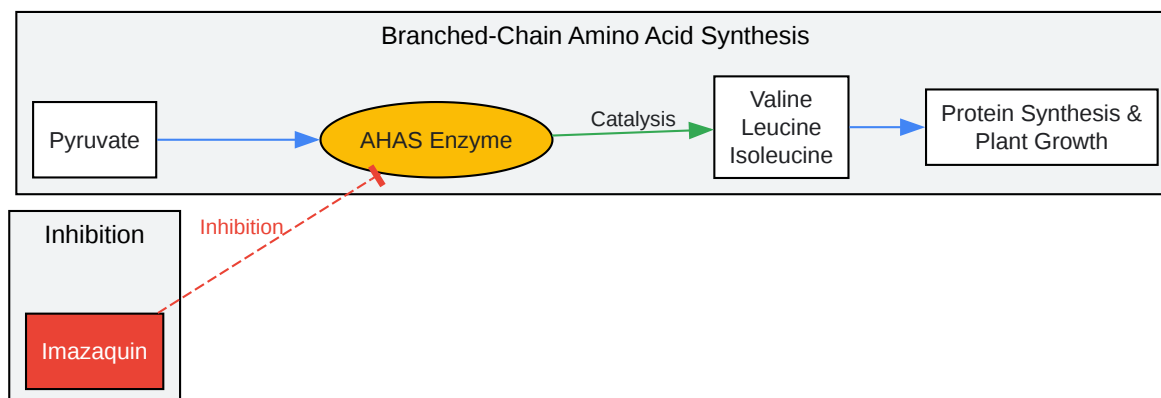 Branched-Chain Amino Acid Synthesis
Pyruvate
AHAS Enzyme
Catalysis
Valine
Leucine
Isoleucine
Protein Synthesis &
Plant Growth
Inhibition
Inhibition
Imazaquin